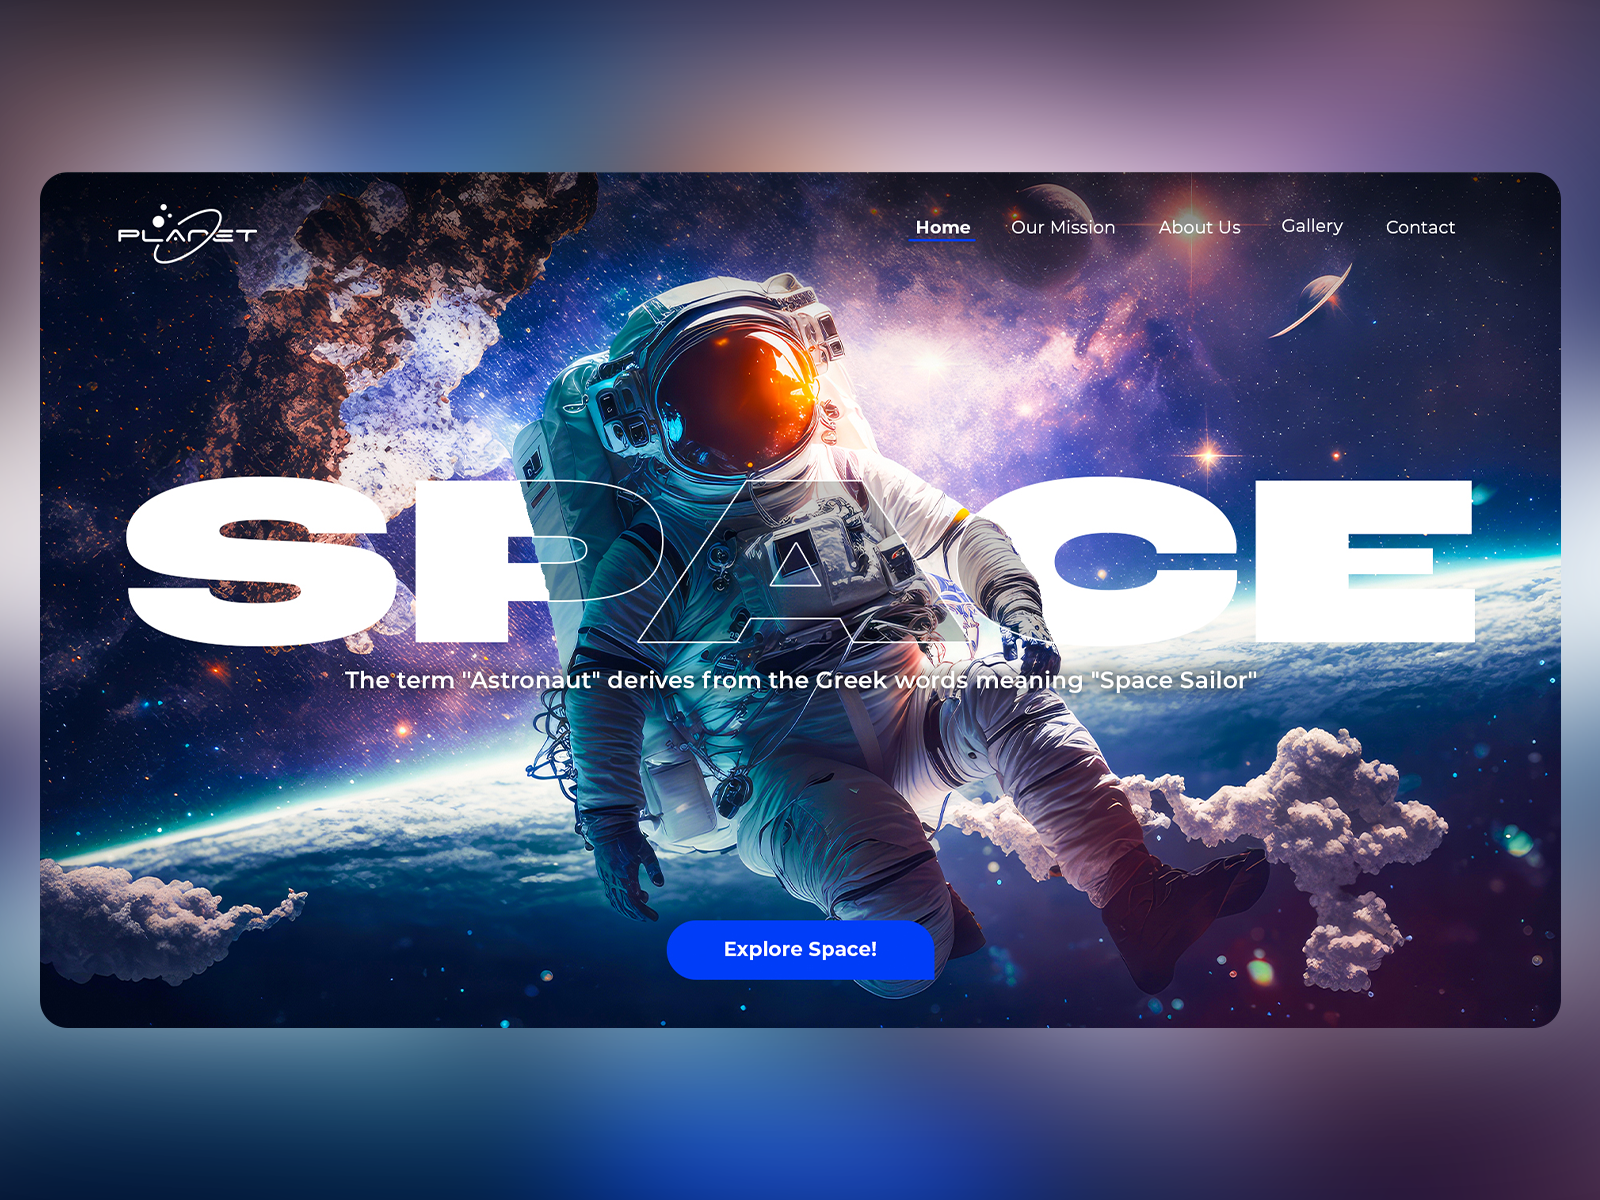 PLANET
Home Our Mission About Us Gallery Contact
SPACE
The term "Astronaut" derives from the Greek words meaning "Space Sailor"
Explore Space!